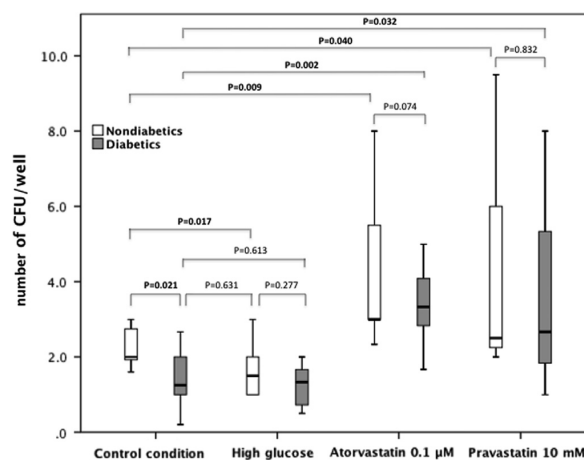 P=0.032
P=0.040
P=0.832
P=0.002
P=0.009
P=0.074
Nondiabetics
Diabetics
P=0.017
P=0.613
P=0.021
P=0.631
P=0.277
number of CFU/well
10.0
8.0
6.0
4.0
2.0
.0
Control condition
High glucose
Atorvastatin 0.1 μM
Pravastatin 10 mM